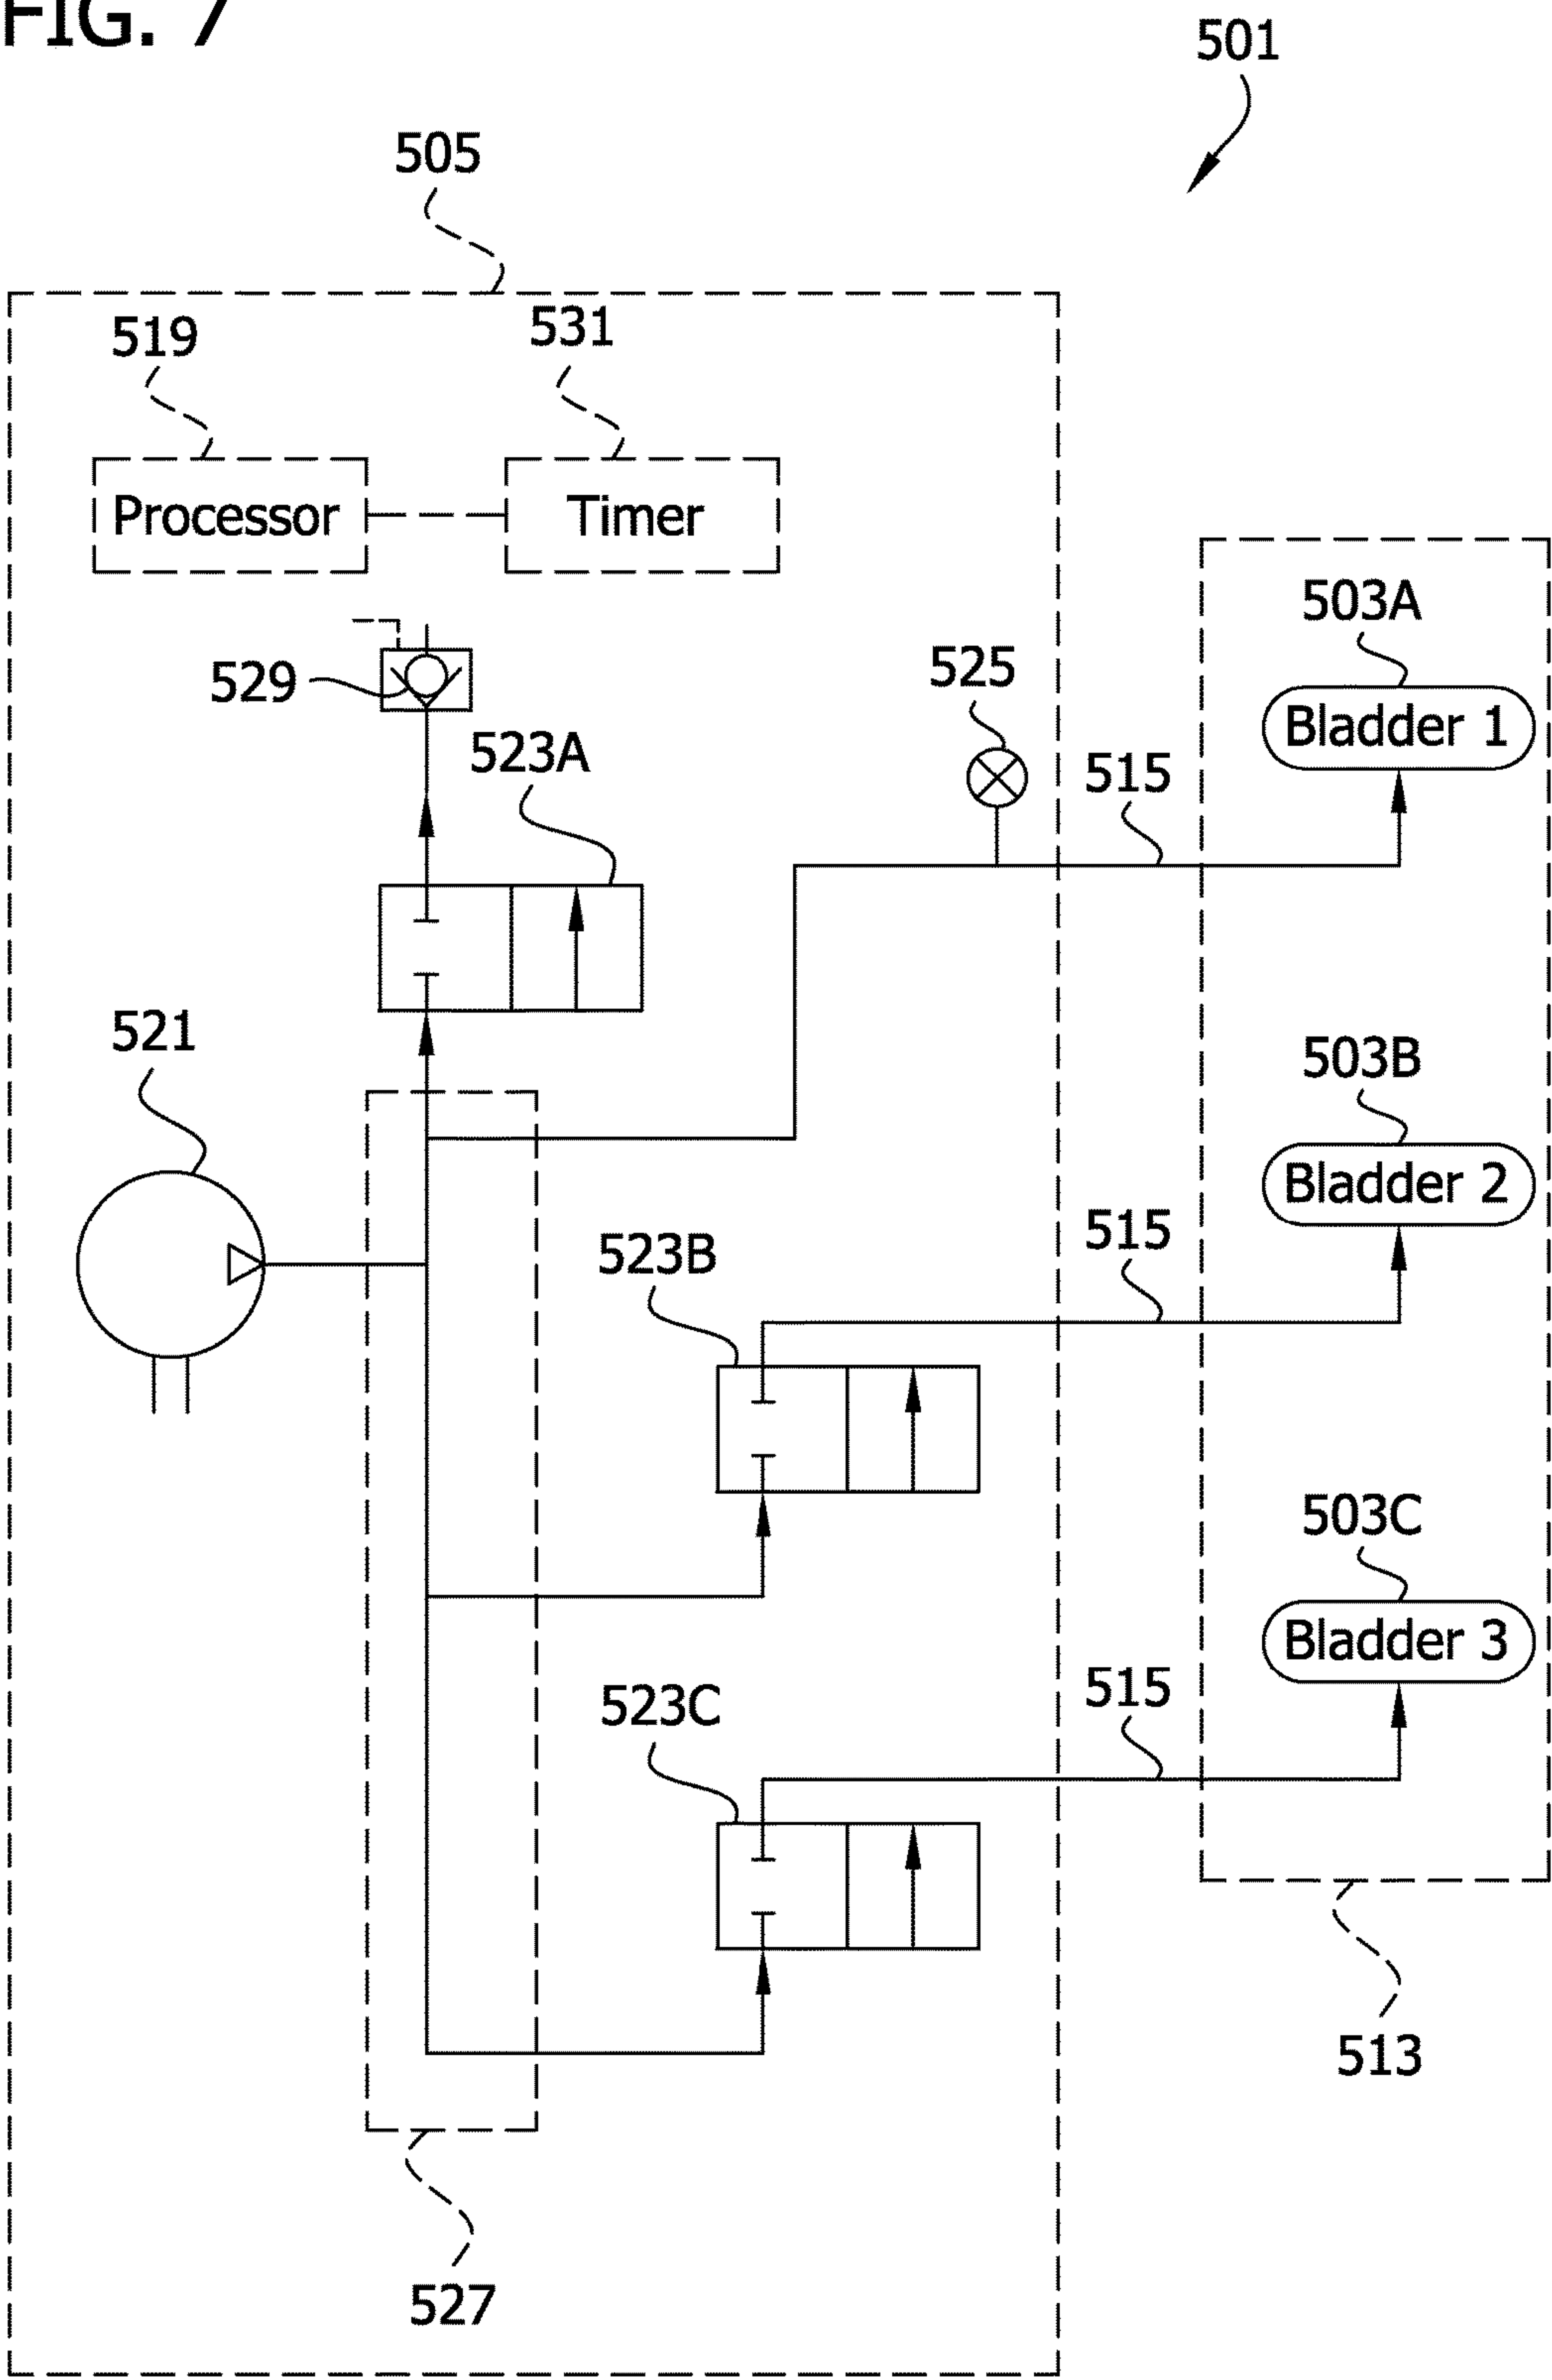 FIG. 7
501
505
519
531
Processor
Timer
503A
529
525
Bladder 1
523A
515
521
503B
Bladder 2
523B
515
503C
Bladder 3
523C
515
513
527